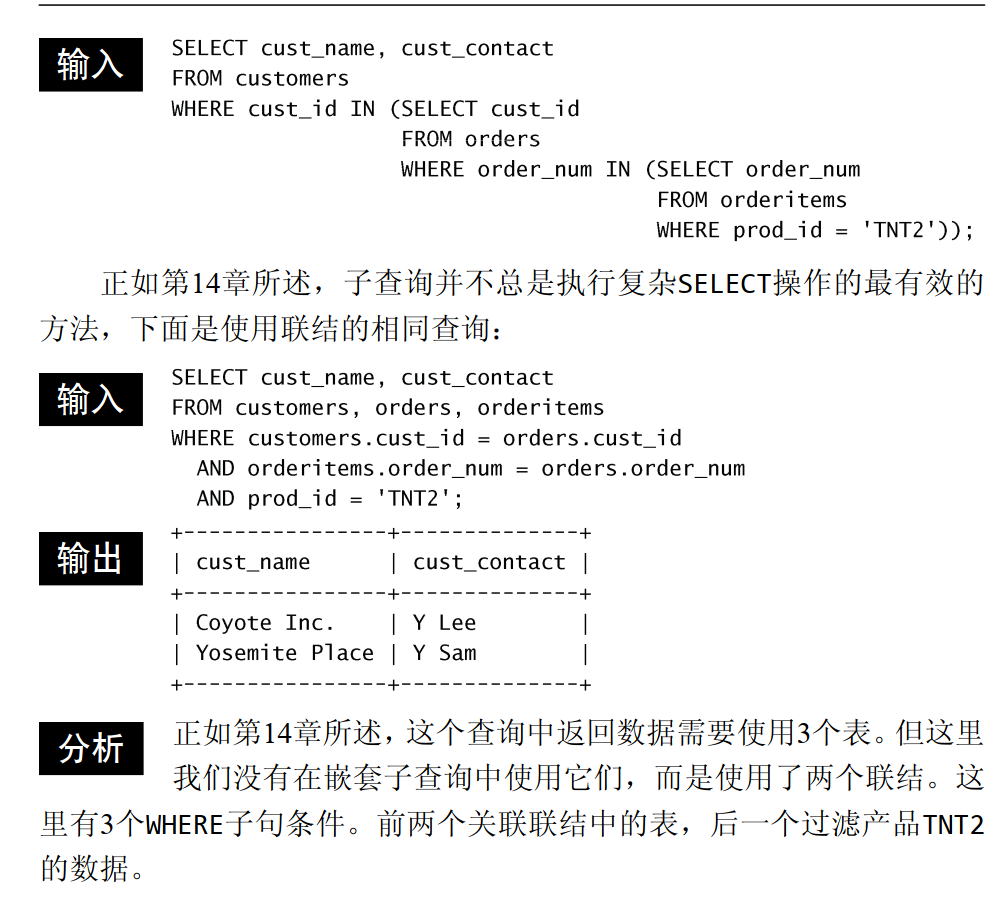 输入
SELECT cust_name, cust_contact
FROM customers
WHERE cust_id IN (SELECT cust_id
                  FROM orders
                  WHERE order_num IN (SELECT order_num
                                      FROM orderitems
                                      WHERE prod_id = 'TNT2'));
正如第14章所述，子查询并不总是执行复杂SELECT操作的最有效的
方法，下面是使用联结的相同查询：
输入
SELECT cust_name, cust_contact
FROM customers, orders, orderitems
WHERE customers.cust_id = orders.cust_id
  AND orderitems.order_num = orders.order_num
  AND prod_id = 'TNT2';
输出
+----------------+--------------+
| cust_name      | cust_contact |
+----------------+--------------+
| Coyote Inc.    | Y Lee        |
| Yosemite Place | Y Sam        |
+----------------+--------------+
分析
正如第14章所述，这个查询中返回数据需要使用3个表。但这里
我们没有在嵌套子查询中使用它们，而是使用了两个联结。这
里有3个WHERE子句条件。前两个关联联结中的表，后一个过滤产品TNT2
的数据。